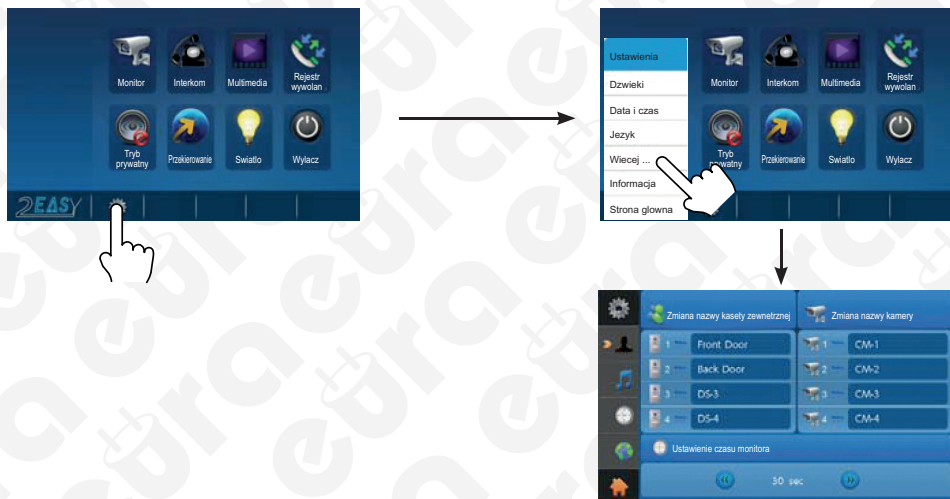 Monitor
Interkom
Multimedia
Rejestr
wywolan
Tryb
prywatny
Przekierowanie
Swiatlo
Wylacz
2EASY
Ustawienia
Dzwieki
Data i czas
Jezyk
Wiecej ...
Informacja
Strona glowna
Monitor
Interkom
Multimedia
Rejestr
wywolan
Tryb
prywatny
Przekierowanie
Swiatlo
Wylacz
Zmiana nazwy kasety zewnetrznej
Zmiana nazwy kamery
1 Front Door
1 CM-1
2 Back Door
2 CM-2
3 DS-3
3 CM-3
4 DS-4
4 CM-4
Ustawienie czasu monitora
30 sec
eura